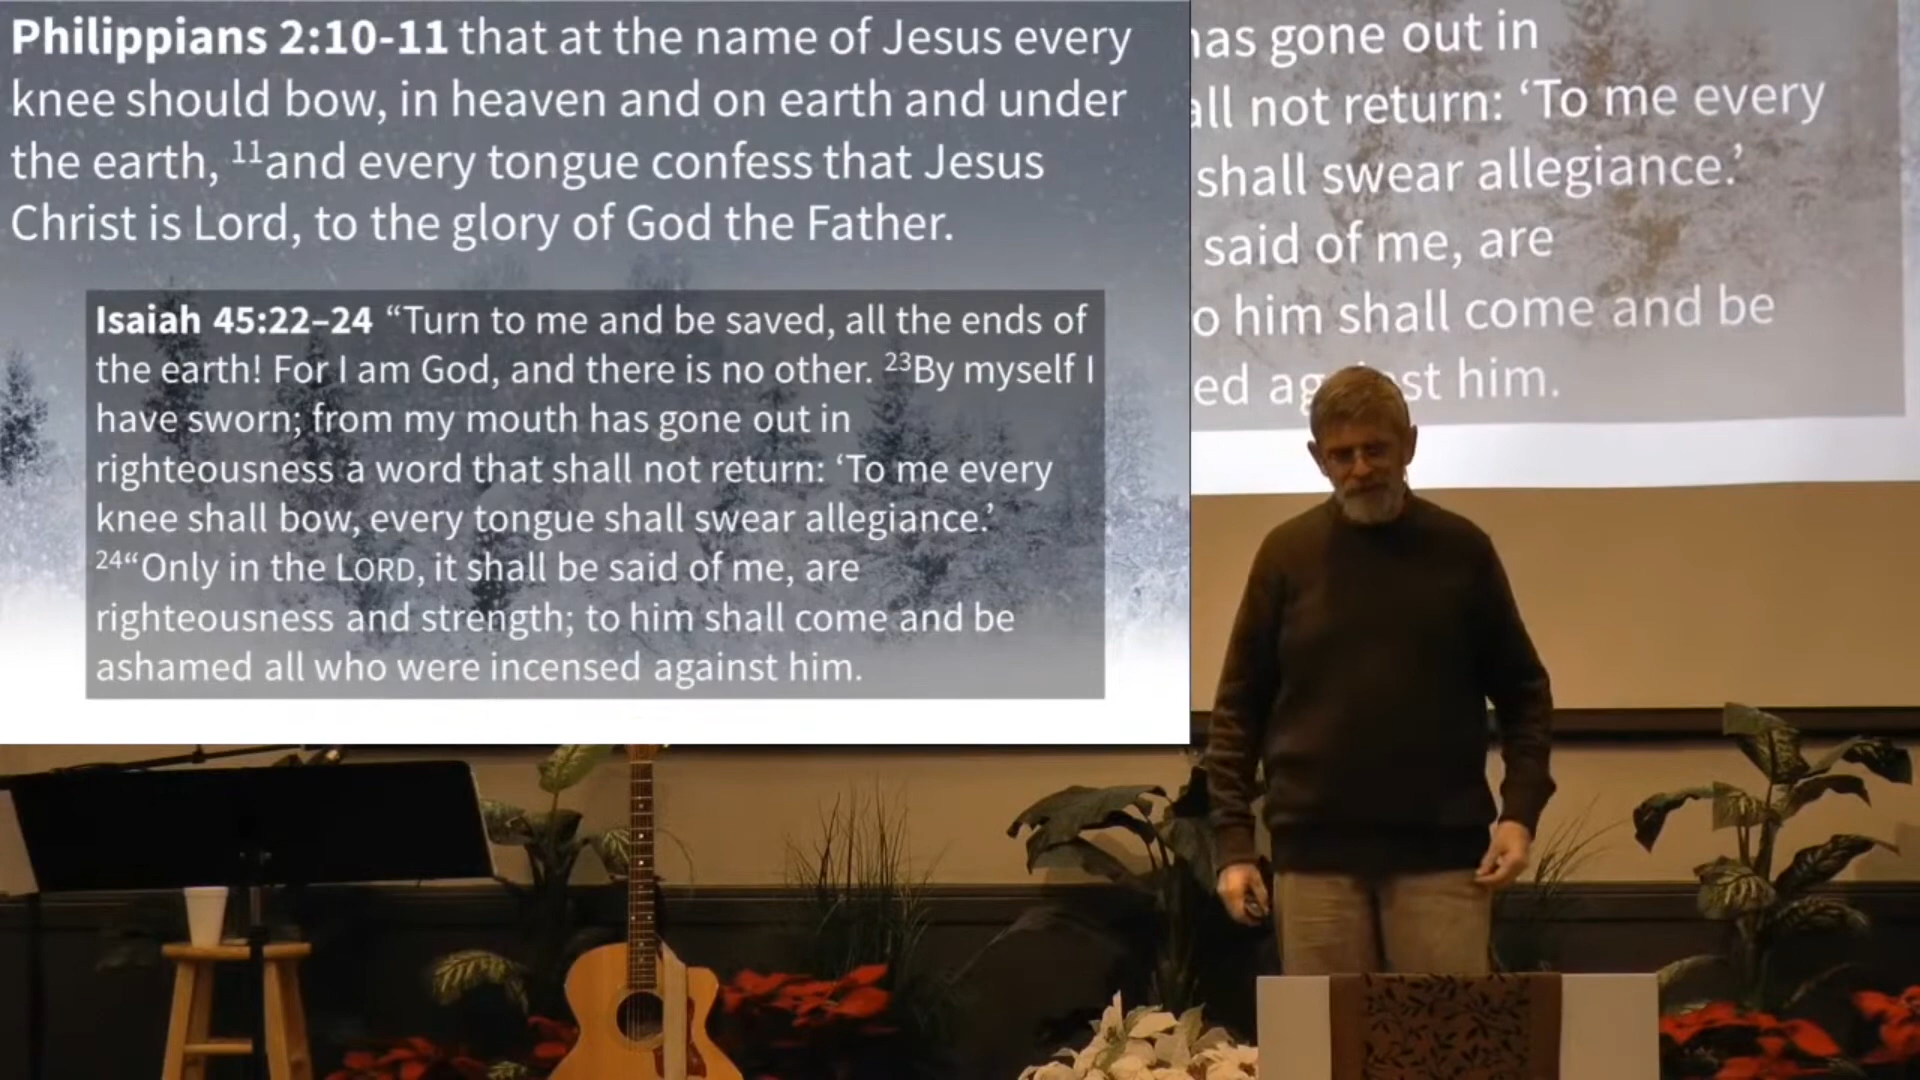 Philippians 2:10-11 that at the name of Jesus every
knee should bow, in heaven and on earth and under
the earth, 11and every tongue confess that Jesus
Christ is Lord, to the glory of God the Father.
Isaiah 45:22–24 “Turn to me and be saved, all the ends of
the earth! For I am God, and there is no other. 23By myself I
have sworn; from my mouth has gone out in
righteousness a word that shall not return: ‘To me every
knee shall bow, every tongue shall swear allegiance.’
24“Only in the LORD, it shall be said of me, are
righteousness and strength; to him shall come and be
ashamed all who were incensed against him.
has gone out in
all not return: ‘To me every
shall swear allegiance.’
said of me, are
o him shall come and be
ed against him.